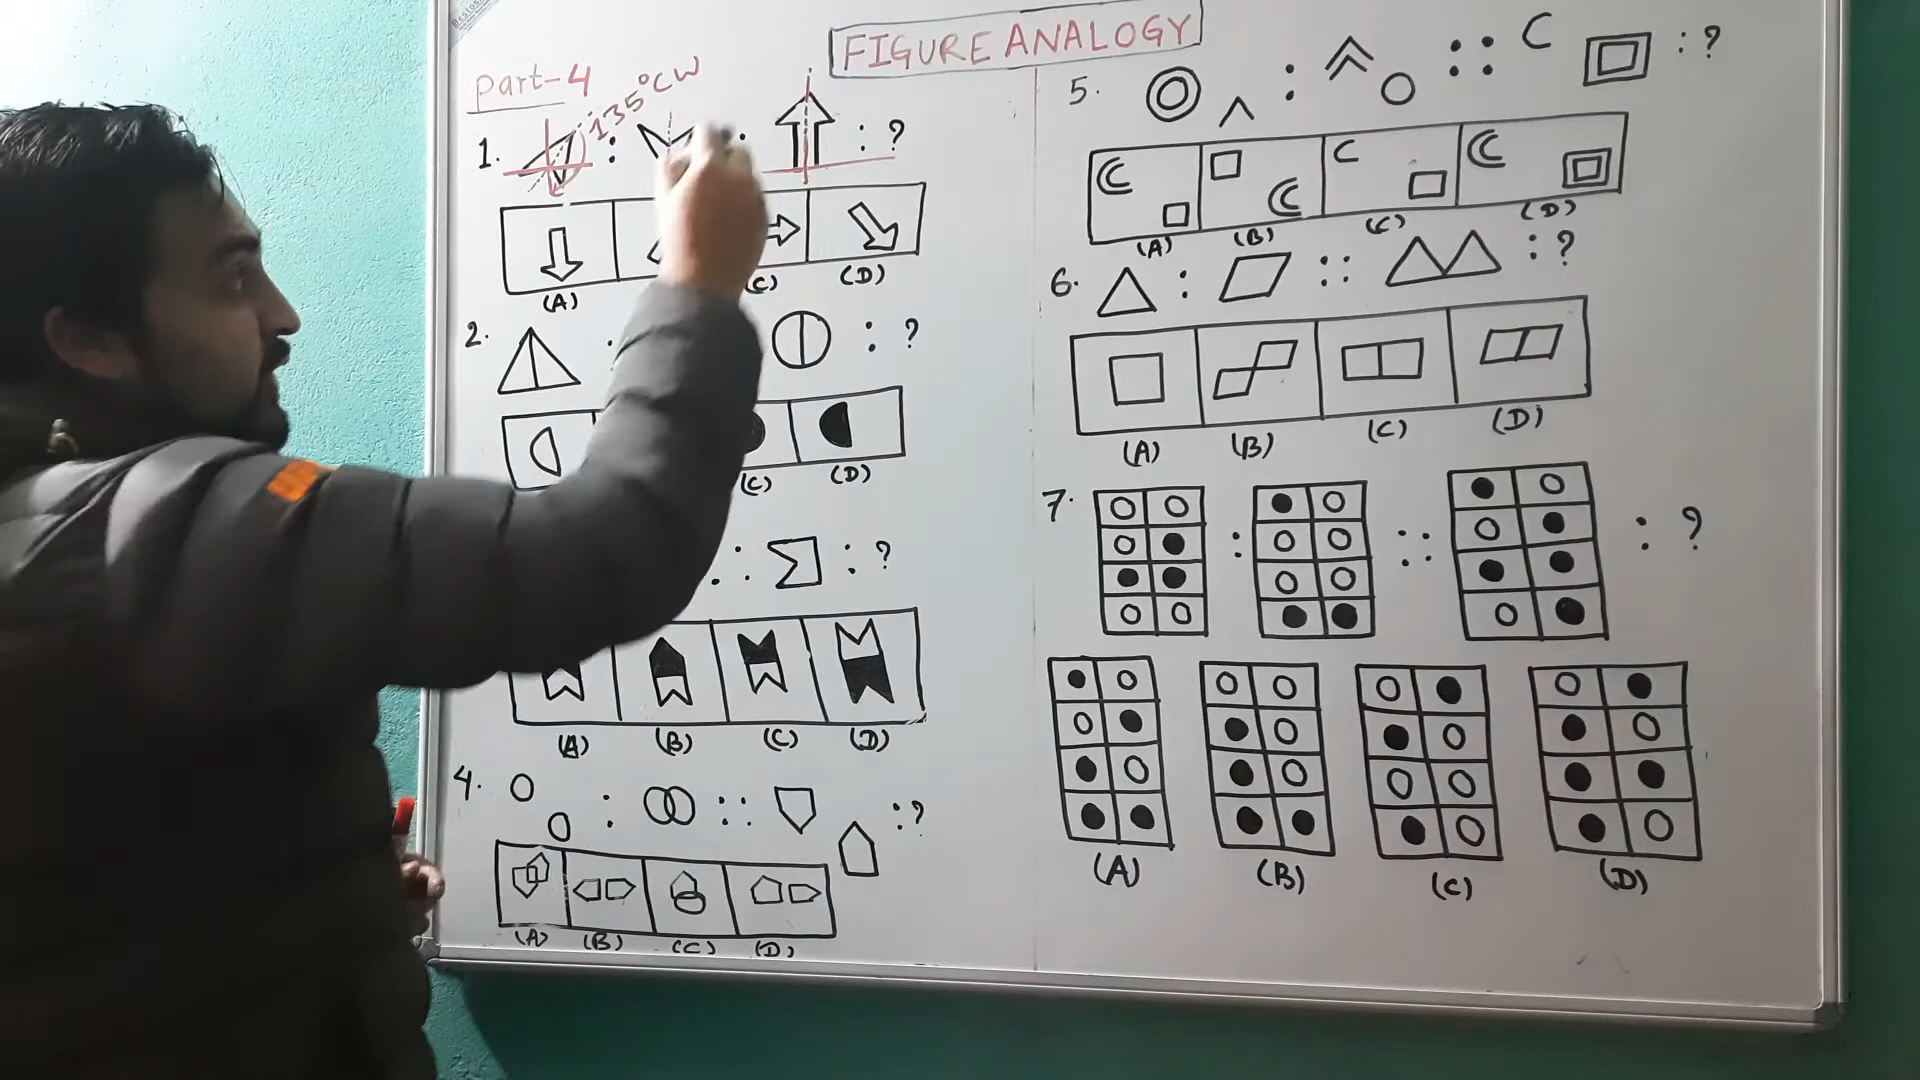 FIGURE ANALOGY
Part-4
135° CW
1. : : ?
(A) (C) (D)
2. : ?
(C) (D)
: ?
(A) (B) (C) (D)
4. : :: : ?
(A) (B) (C) (D)
5. : :: : ?
(A) (B) (C) (D)
6. : :: : ?
(A) (B) (C) (D)
7. : :: : ?
(A) (B) (C) (D)